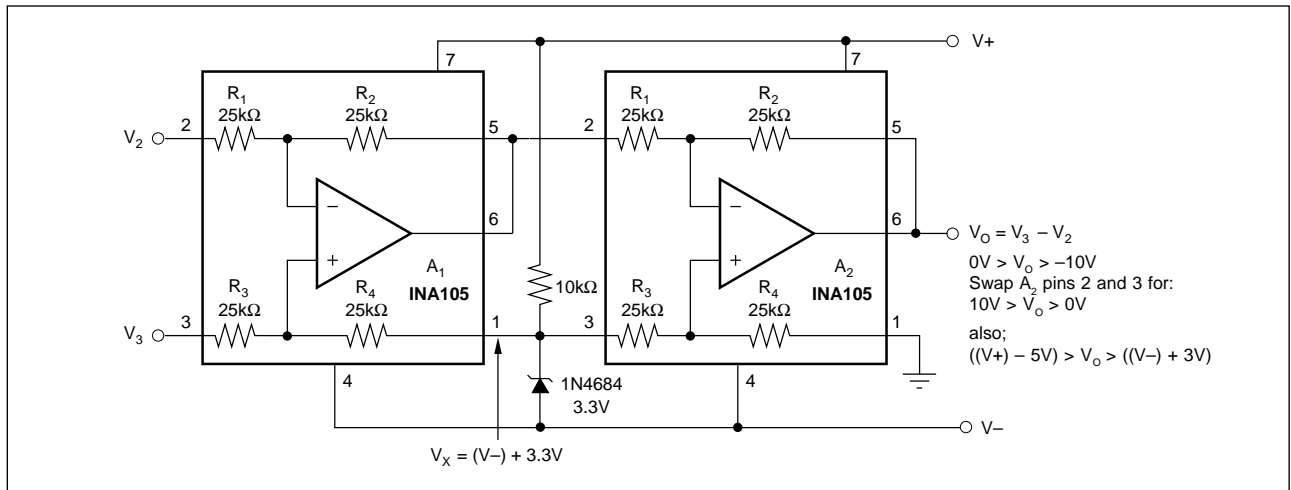 V+
7
7
R1 R2 R1 R2
25kΩ 25kΩ 25kΩ 25kΩ
V2 2 5 2 5
− −
6 6 VO = V3 – V2
+ A1 + A2
INA105 10kΩ INA105
0V > VO > –10V
Swap A2 pins 2 and 3 for:
10V > VO > 0V
also;
((V+) – 5V) > VO > ((V–) + 3V)
R3 R4 R3 R4
25kΩ 25kΩ 25kΩ 25kΩ
V3 3 1 3 1
4 1N4684 4
3.3V
V–
VX = (V–) + 3.3V